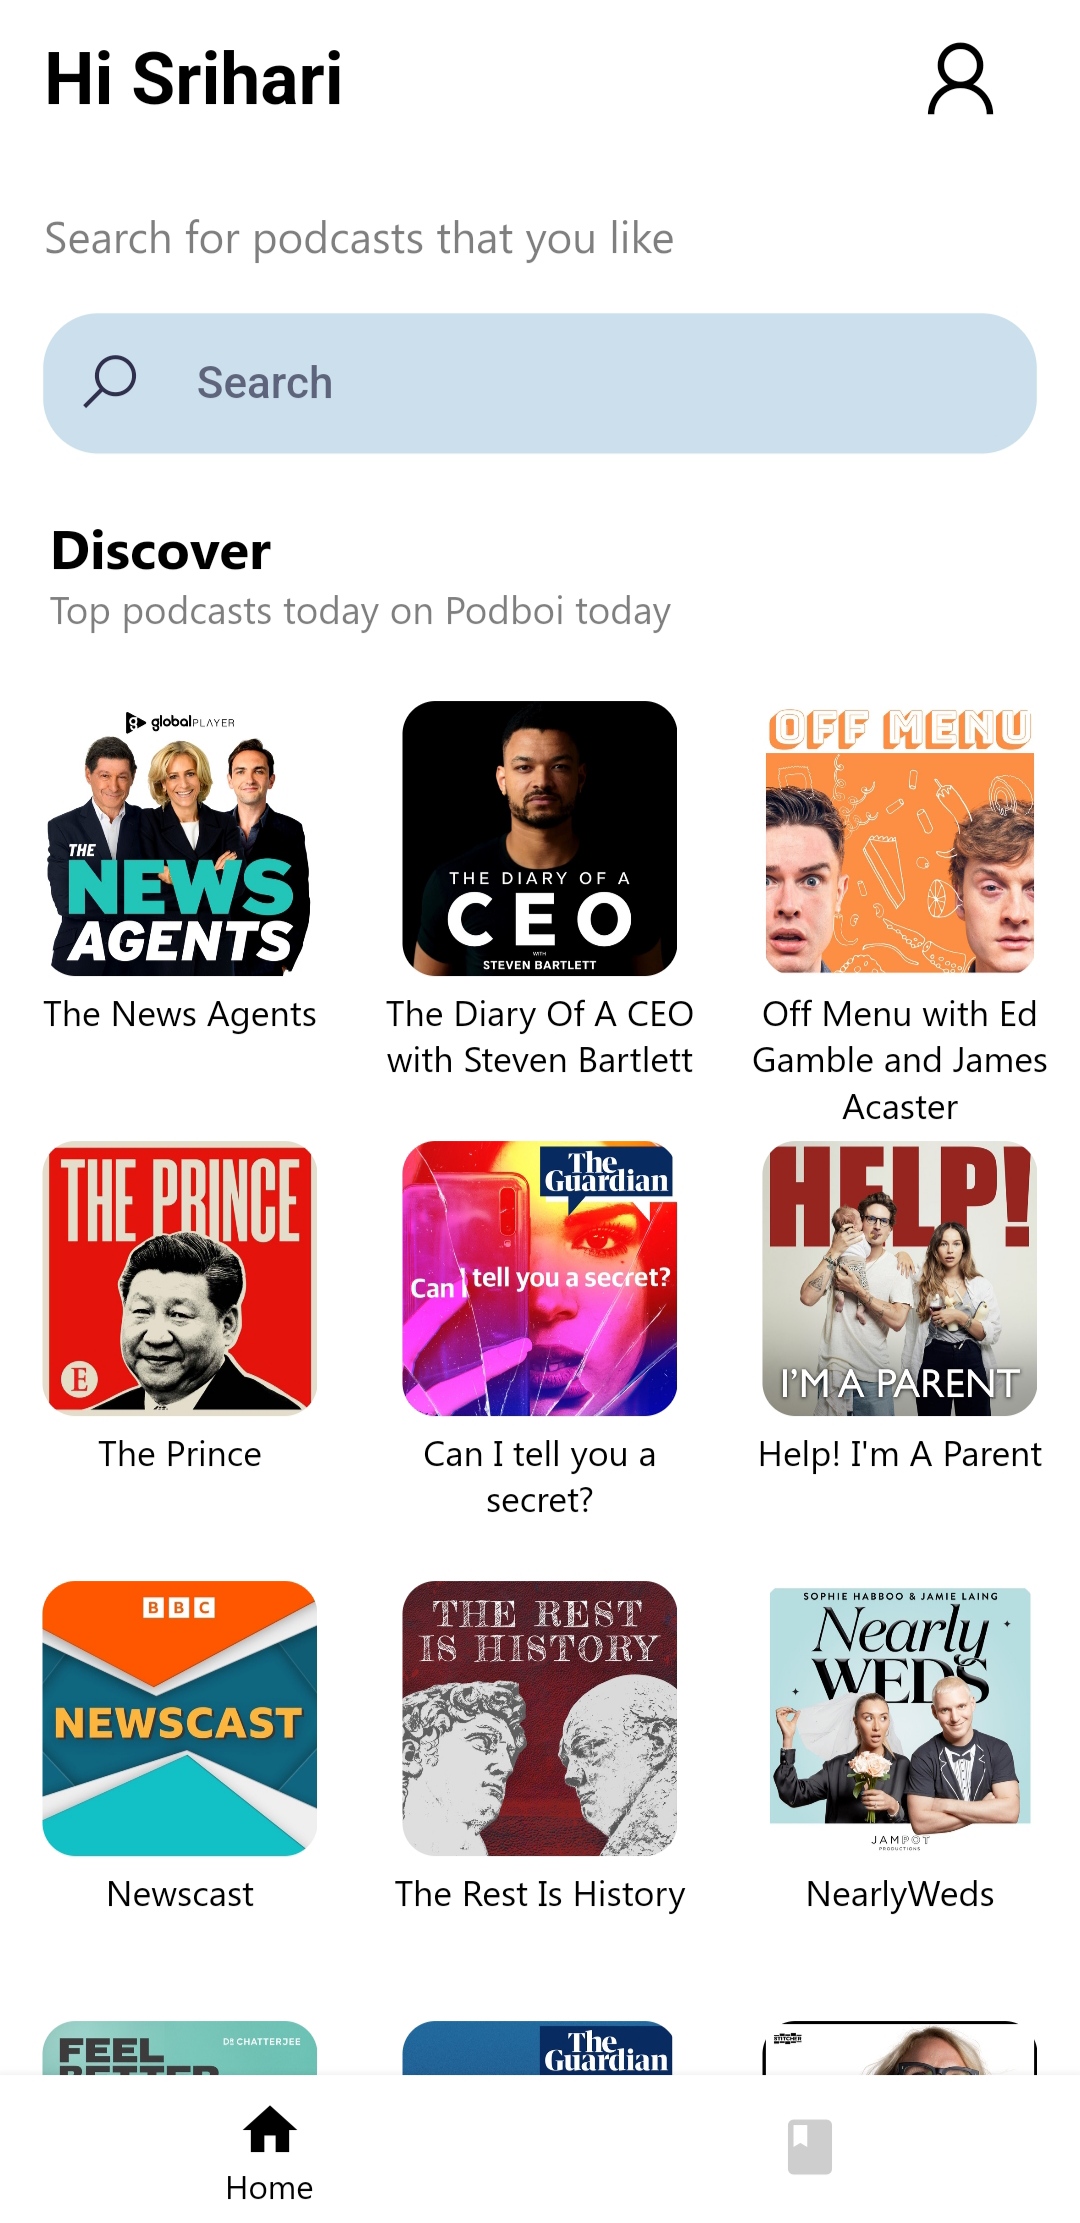 Hi Srihari
Search for podcasts that you like
Search
Discover
Top podcasts today on Podboi today
globalPLAYER
THE
NEWS
AGENTS
THE DIARY OF A
CEO
WITH
STEVEN BARTLETT
OFF MENU
The News Agents
The Diary Of A CEO
with Steven Bartlett
Off Menu with Ed
Gamble and James
Acaster
THE PRINCE
E
The
Guardian
Can I tell you a secret?
HELP!
I'M A PARENT
The Prince
Can I tell you a
secret?
Help! I'm A Parent
BBC
NEWSCAST
THE REST
IS HISTORY
SOPHIE HABBOO & JAMIE LAING
Nearly
WEDS
JAMPOT
PRODUCTIONS
Newscast
The Rest Is History
NearlyWeds
FEEL
BETTER
DR CHATTERJEE
The
Guardian
STITCHER
Home